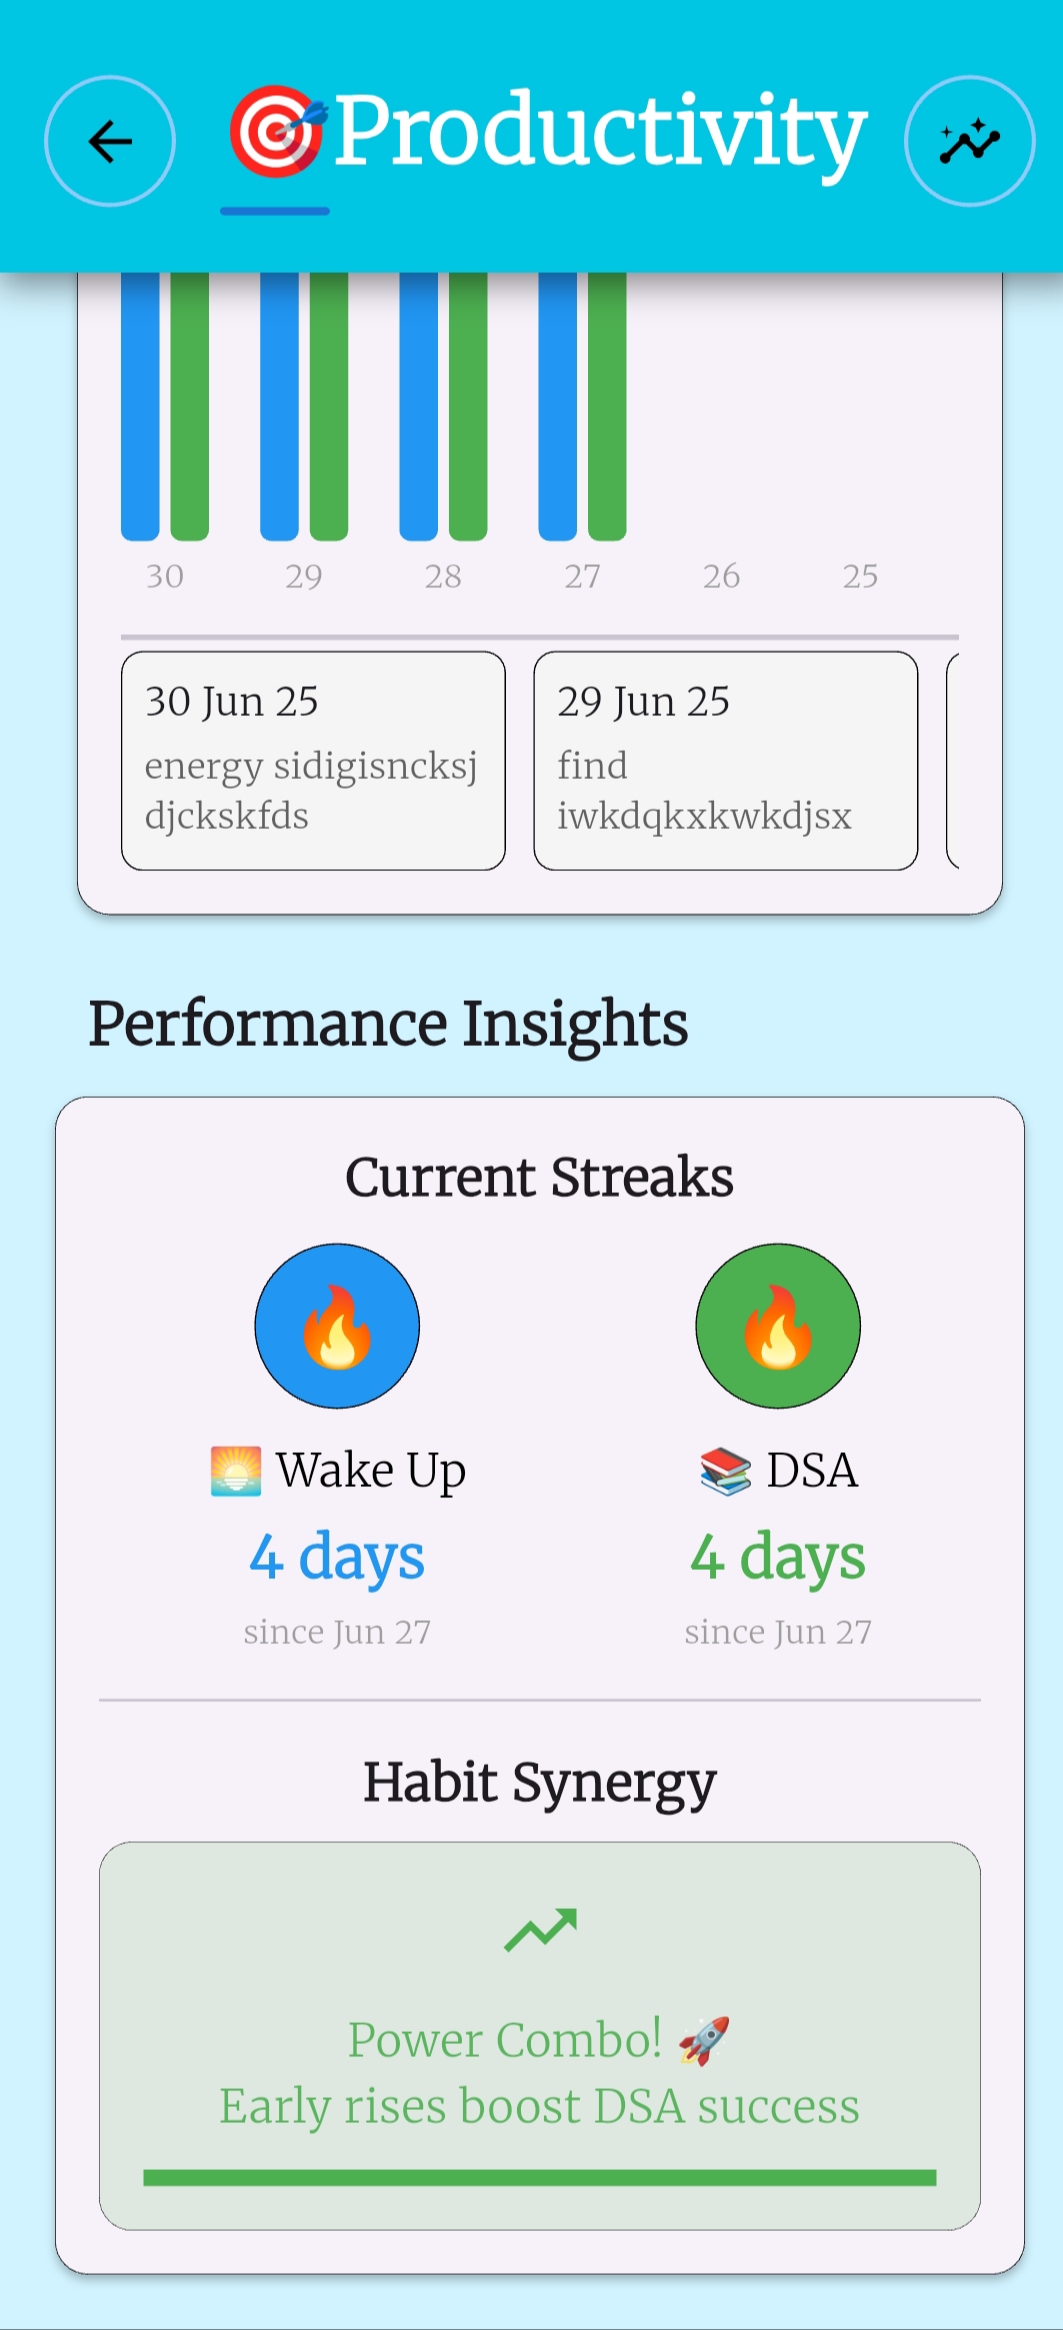 Productivity
30 29 28 27 26 25
30 Jun 25
energy sidigisncksj
djckskfds
29 Jun 25
find
iwkdqkxkwkdjsx
Performance Insights
Current Streaks
Wake Up
4 days
since Jun 27
DSA
4 days
since Jun 27
Habit Synergy
Power Combo! 🚀
Early rises boost DSA success